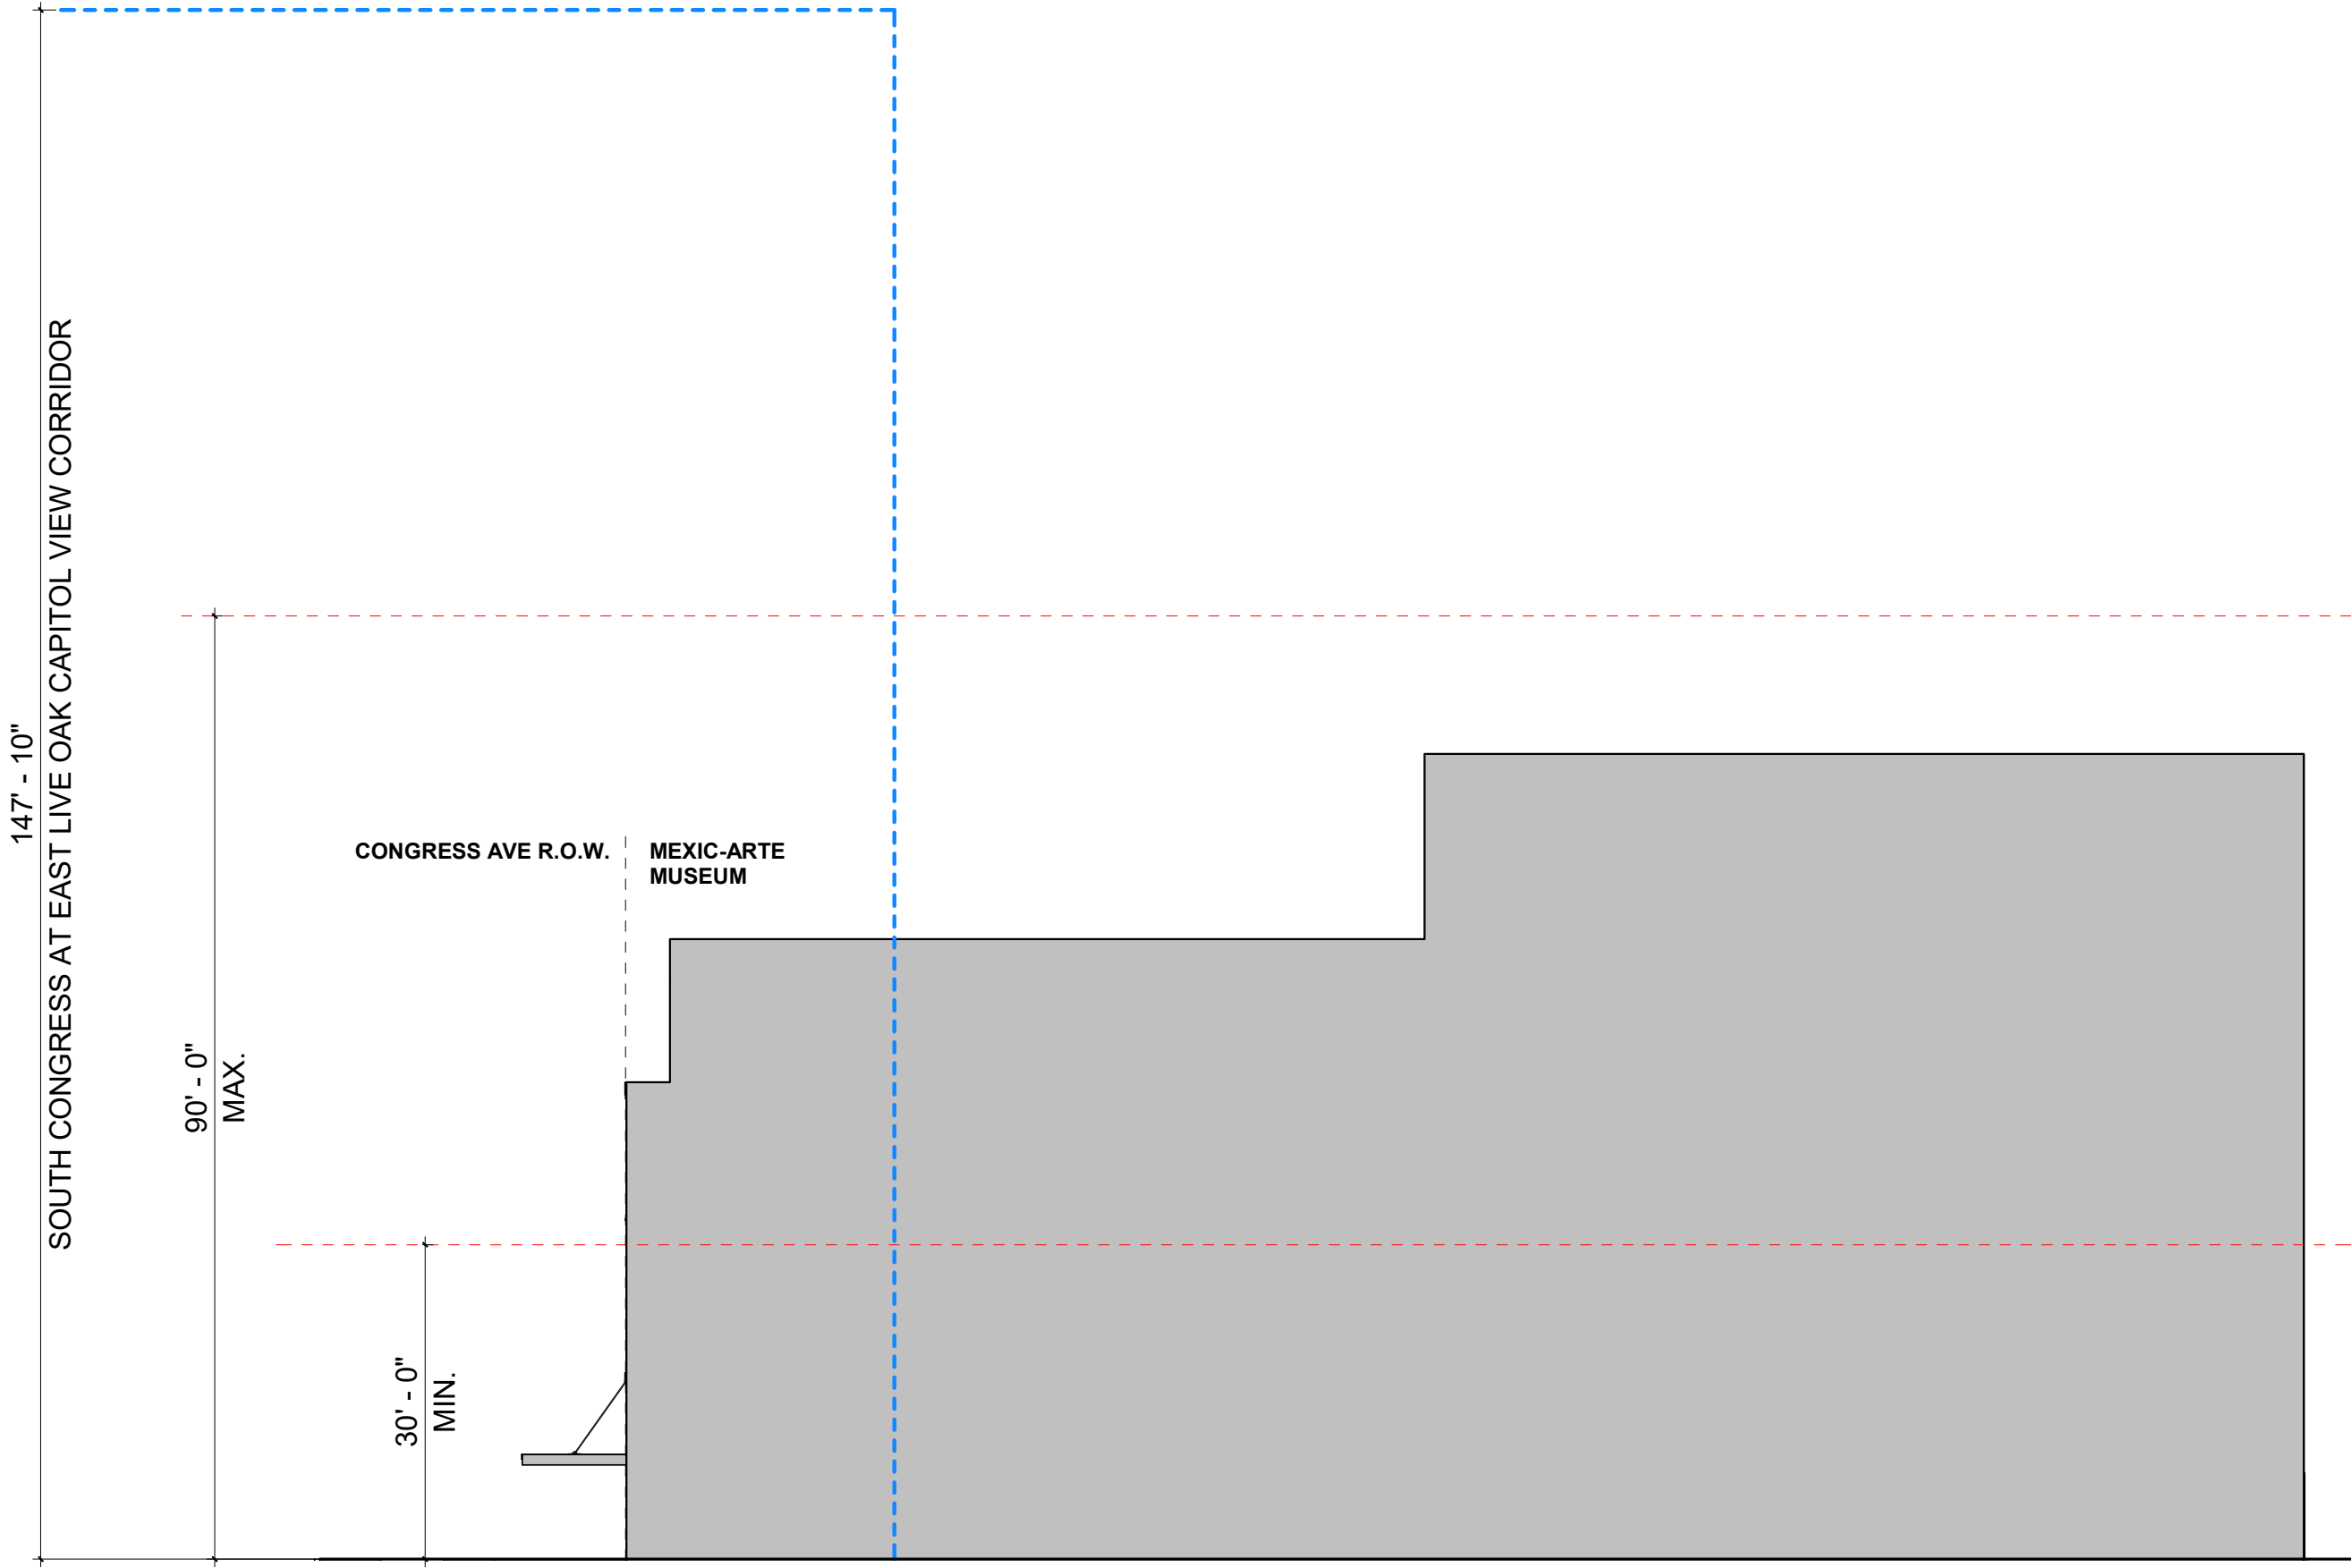 147' - 10"
SOUTH CONGRESS AT EAST LIVE OAK CAPITOL VIEW CORRIDOR
90' - 0"
MAX.
30' - 0"
MIN.
CONGRESS AVE R.O.W.
MEXIC-ARTE
MUSEUM